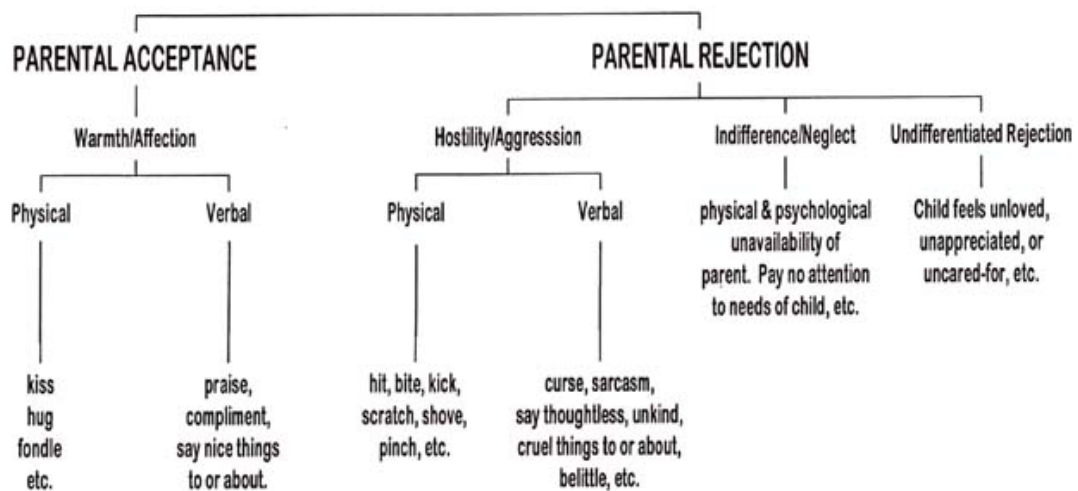 PARENTAL ACCEPTANCE
PARENTAL REJECTION
Warmth/Affection
Hostility/Aggresssion
Indifference/Neglect
Undifferentiated Rejection
Physical
Verbal
Physical
Verbal
physical & psychological
unavailability of
parent. Pay no attention
to needs of child, etc.
Child feels unloved,
unappreciated, or
uncared-for, etc.
kiss
hug
fondle
etc.
praise,
compliment,
say nice things
to or about.
hit, bite, kick,
scratch, shove,
pinch, etc.
curse, sarcasm,
say thoughtless, unkind,
cruel things to or about,
belittle, etc.